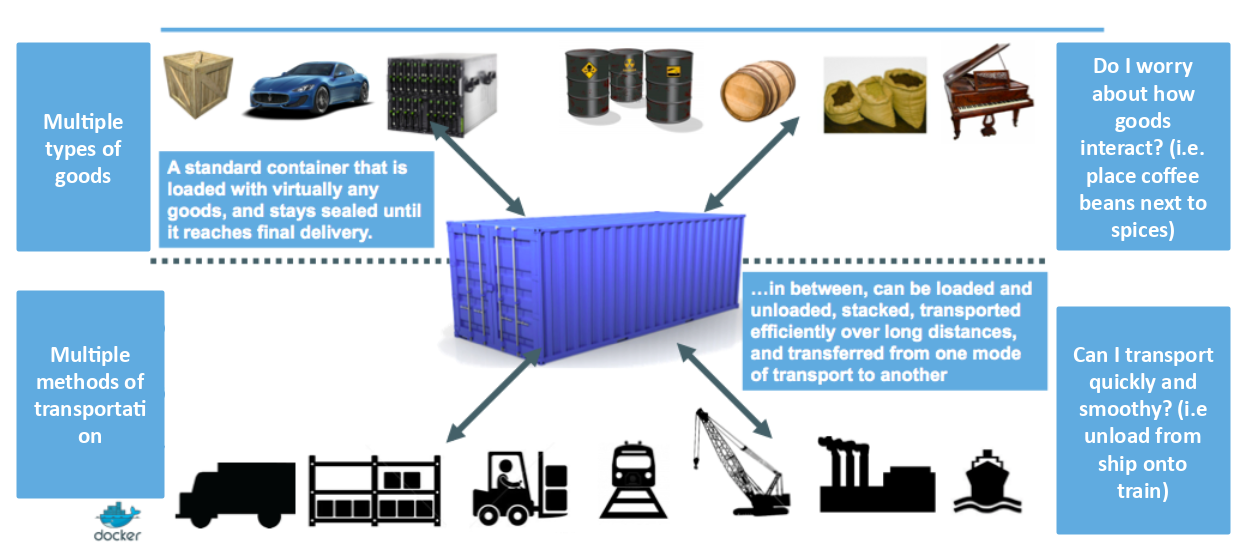 Multiple
types of
goods
A standard container that is
loaded with virtually any
goods, and stays sealed until
it reaches final delivery.
Do I worry
about how
goods
interact? (i.e.
place coffee
beans next to
spices)
Multiple
methods of
transportati
on
...in between, can be loaded and
unloaded, stacked, transported
efficiently over long distances,
and transferred from one mode
of transport to another
Can I transport
quickly and
smoothy? (i.e
unload from
ship onto
train)
docker